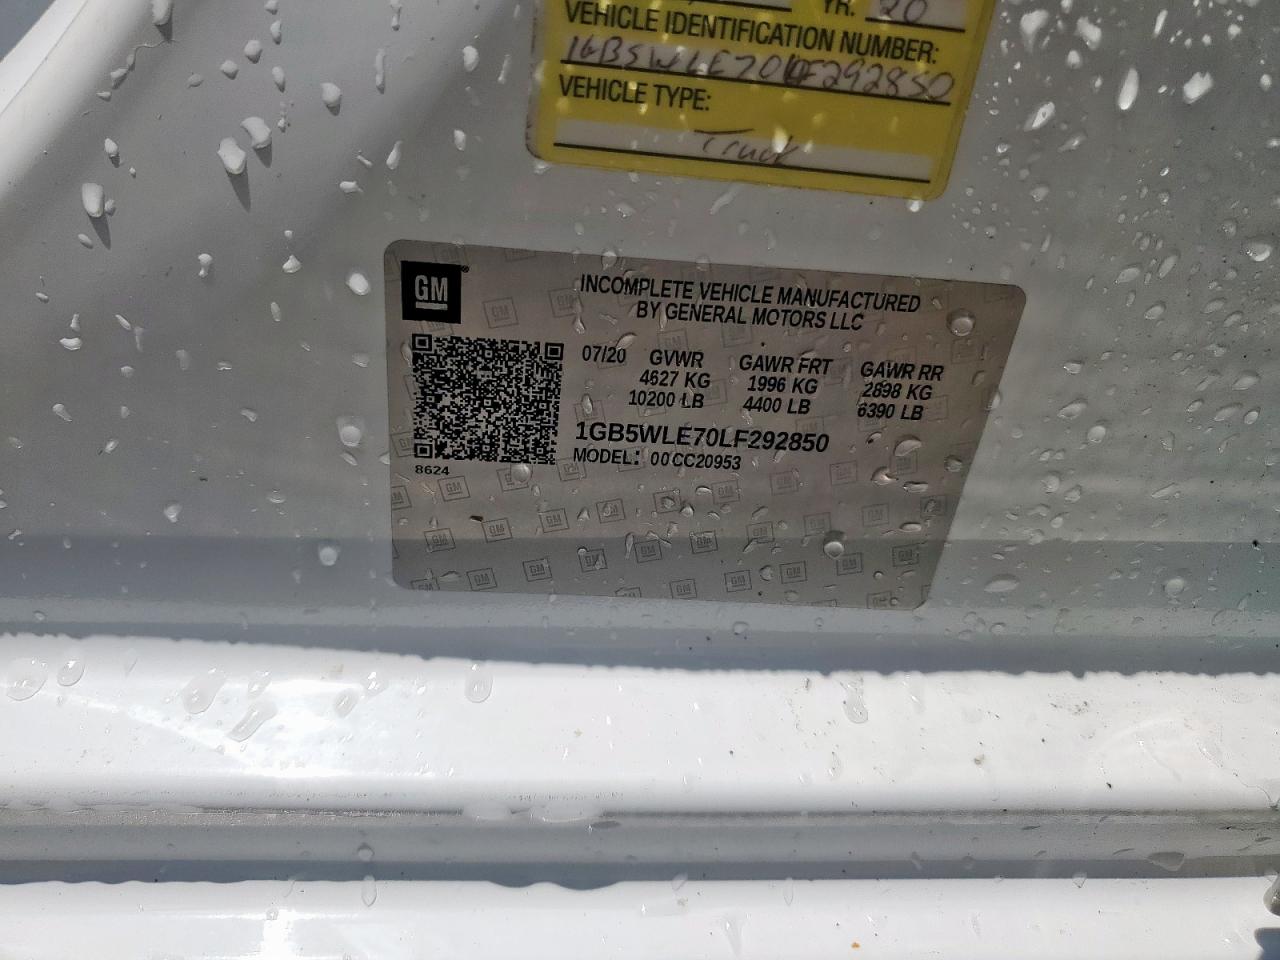 YR. 20
VEHICLE IDENTIFICATION NUMBER:
1GB5WLE70LF292850
VEHICLE TYPE:
Truck
GM®
INCOMPLETE VEHICLE MANUFACTURED
BY GENERAL MOTORS LLC
07/20 GVWR GAWR FRT GAWR RR
4627 KG 1996 KG 2898 KG
10200 LB 4400 LB 6390 LB
1GB5WLE70LF292850
MODEL: 00CC20953
8624